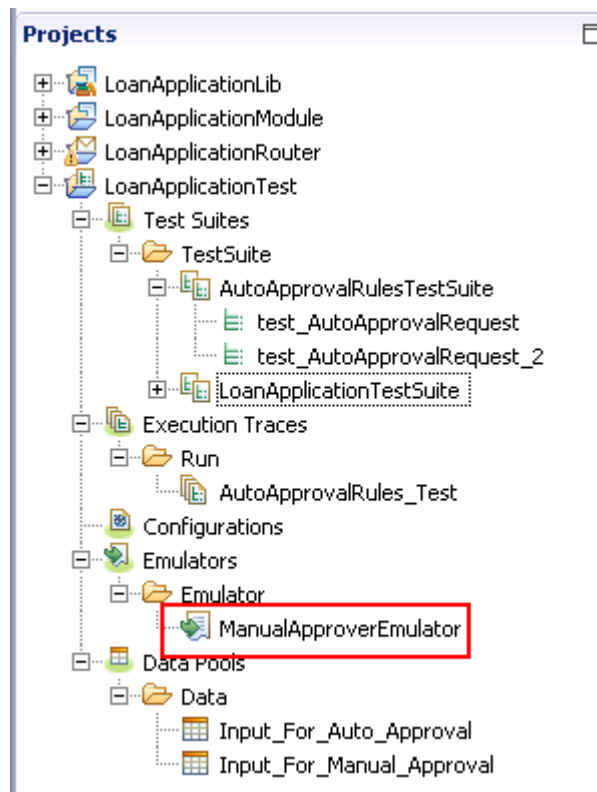 Projects
LoanApplicationLib
LoanApplicationModule
LoanApplicationRouter
LoanApplicationTest
Test Suites
TestSuite
AutoApprovalRulesTestSuite
test_AutoApprovalRequest
test_AutoApprovalRequest_2
LoanApplicationTestSuite
Execution Traces
Run
AutoApprovalRules_Test
Configurations
Emulators
Emulator
ManualApproverEmulator
Data Pools
Data
Input_For_Auto_Approval
Input_For_Manual_Approval